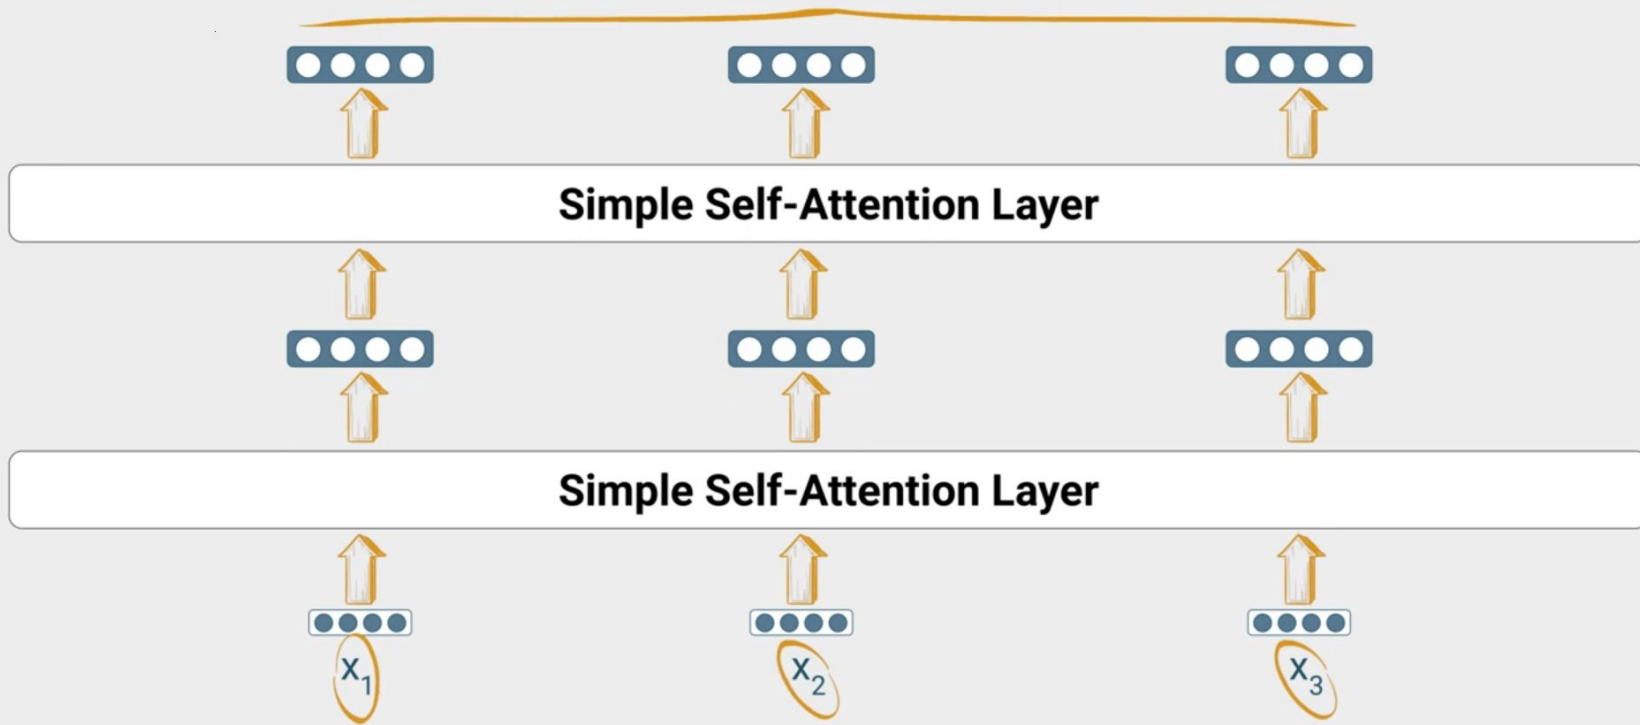 Simple Self-Attention Layer
Simple Self-Attention Layer
X₁ X₂ X₃